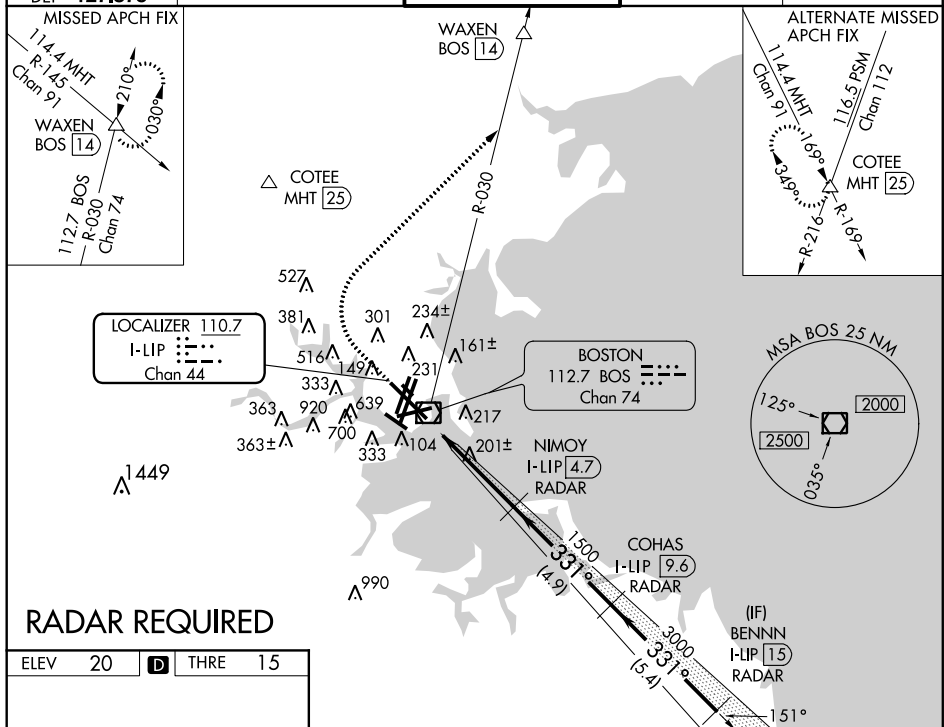 MISSED APCH FIX
114.4 MHT
R-145
Chan 91
210°
030°
WAXEN
BOS 14
112.7 BOS
R-030
Chan 74
WAXEN
BOS 14
R-030
ALTERNATE MISSED
APCH FIX
114.4 MHT
Chan 91
116.5 PSM
Chan 112
169°
349°
COTEE
MHT 25
R-216
R-169
COTEE
MHT 25
527
381
301
234±
516
149
231
161±
333
363
920
639
700
217
363±
333
104
201±
1449
990
LOCALIZER 110.7
I-LIP
Chan 44
BOSTON
112.7 BOS
Chan 74
MSA BOS 25 NM
125°
2000
2500
035°
NIMOY
I-LIP 4.7
RADAR
1500
331°
(4.9)
COHAS
I-LIP 9.6
RADAR
3000
331°
(5.4)
(IF)
BENNN
I-LIP 15
RADAR
151°
RADAR REQUIRED
ELEV 20 D THRE 15